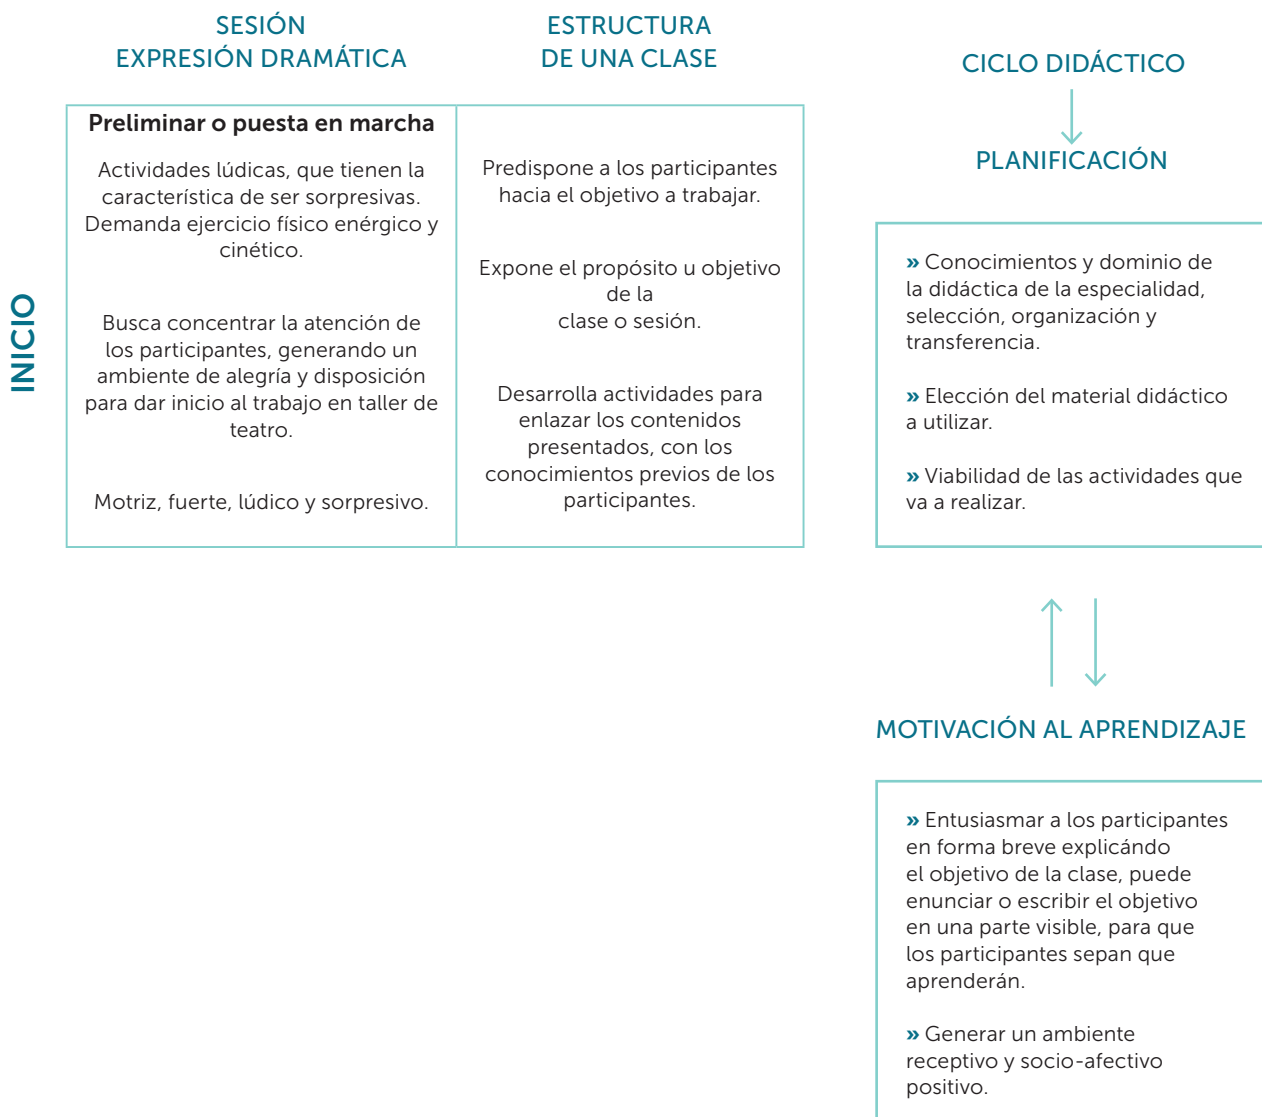 SESIÓN
EXPRESIÓN DRAMÁTICA
ESTRUCTURA
DE UNA CLASE
CICLO DIDÁCTICO
INICIO
Preliminar o puesta en marcha
Actividades lúdicas, que tienen la
característica de ser sorpresivas.
Demanda ejercicio físico enérgico y
cinético.
Busca concentrar la atención de
los participantes, generando un
ambiente de alegría y disposición
para dar inicio al trabajo en taller de
teatro.
Motriz, fuerte, lúdico y sorpresivo.
Predispone a los participantes
hacia el objetivo a trabajar.
Expone el propósito u objetivo
de la
clase o sesión.
Desarrolla actividades para
enlazar los contenidos
presentados, con los
conocimientos previos de los
participantes.
PLANIFICACIÓN
» Conocimientos y dominio de
la didáctica de la especialidad,
selección, organización y
transferencia.
» Elección del material didáctico
a utilizar.
» Viabilidad de las actividades que
va a realizar.
MOTIVACIÓN AL APRENDIZAJE
» Entusiasmar a los participantes
en forma breve explicándo
el objetivo de la clase, puede
enunciar o escribir el objetivo
en una parte visible, para que
los participantes sepan que
aprenderán.
» Generar un ambiente
receptivo y socio-afectivo
positivo.